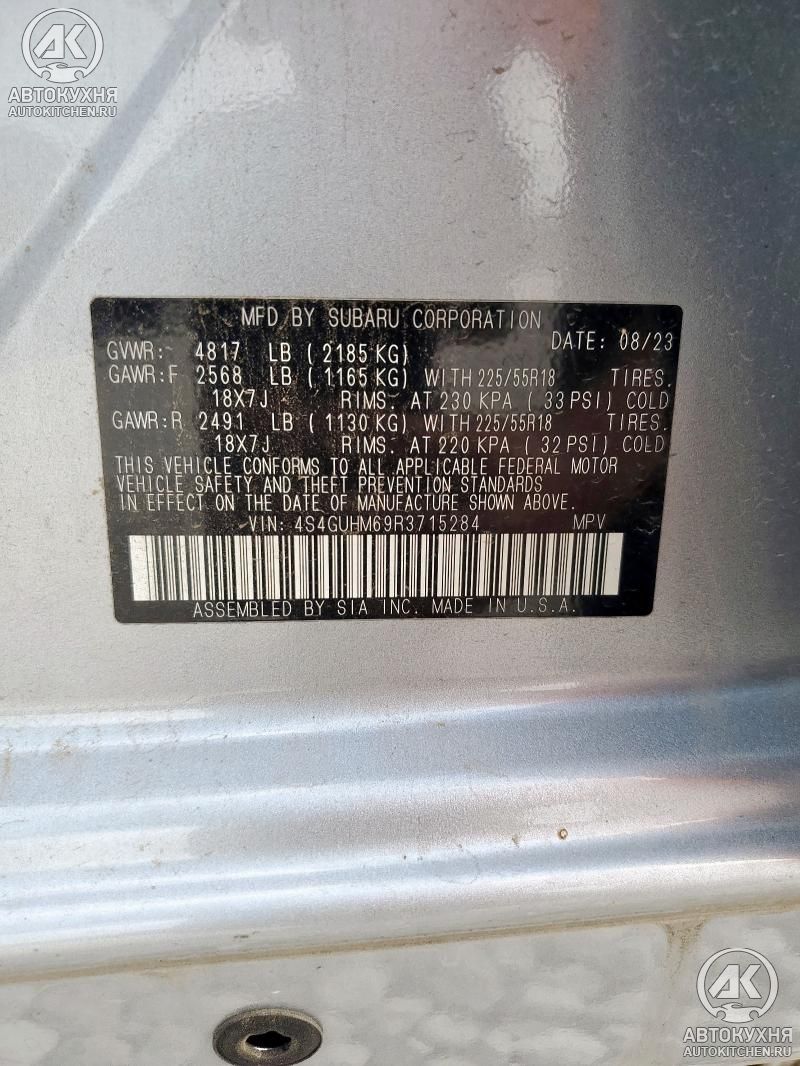 АК
АВТОКУХНЯ
AUTOKITCHEN.RU
MFD BY SUBARU CORPORATION
DATE: 08/23
GVWR: 4817 LB ( 2185 KG)
GAWR:F 2568 LB ( 1165 KG) WITH 225/55R18 TIRES.
18X7J RIMS. AT 230 KPA ( 33 PSI) COLD
GAWR:R 2491 LB ( 1130 KG) WITH 225/55R18 TIRES.
18X7J RIMS. AT 220 KPA ( 32 PSI) COLD
THIS VEHICLE CONFORMS TO ALL APPLICABLE FEDERAL MOTOR
VEHICLE SAFETY AND THEFT PREVENTION STANDARDS
IN EFFECT ON THE DATE OF MANUFACTURE SHOWN ABOVE.
VIN: 4S4GUHM69R3715284 MPV
ASSEMBLED BY SIA INC. MADE IN U.S.A.
АК
АВТОКУХНЯ
AUTOKITCHEN.RU